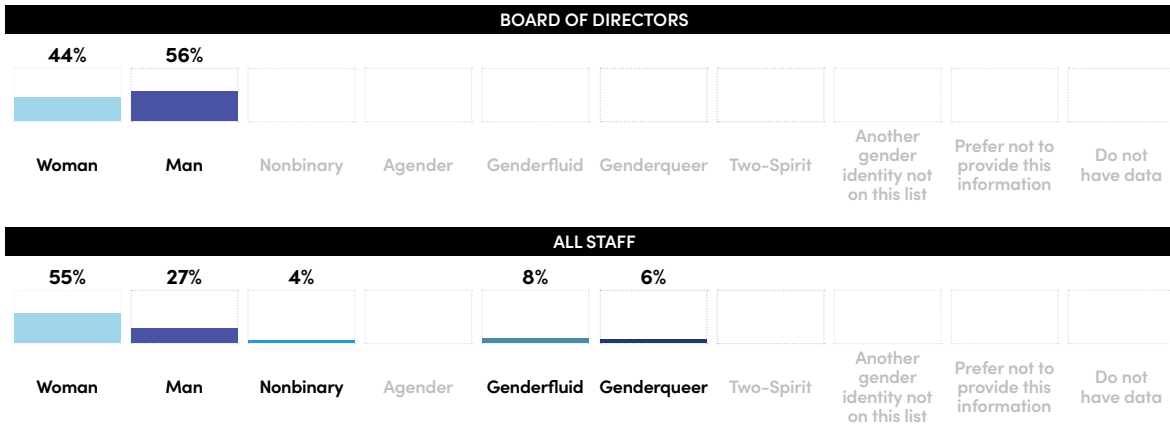 BOARD OF DIRECTORS
44% 56%
Woman Man Nonbinary Agender Genderfluid Genderqueer Two-Spirit Another gender identity not on this list Prefer not to provide this information Do not have data
ALL STAFF
55% 27% 4% 8% 6%
Woman Man Nonbinary Agender Genderfluid Genderqueer Two-Spirit Another gender identity not on this list Prefer not to provide this information Do not have data